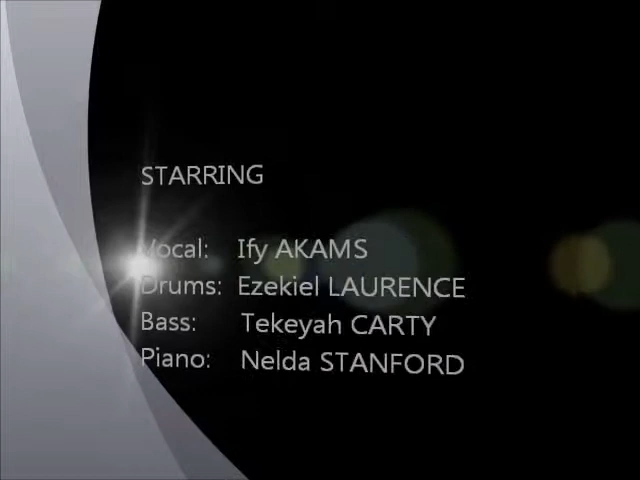 STARRING
Vocal: Ify AKAMS
Drums: Ezekiel LAURENCE
Bass: Tekeyah CARTY
Piano: Nelda STANFORD